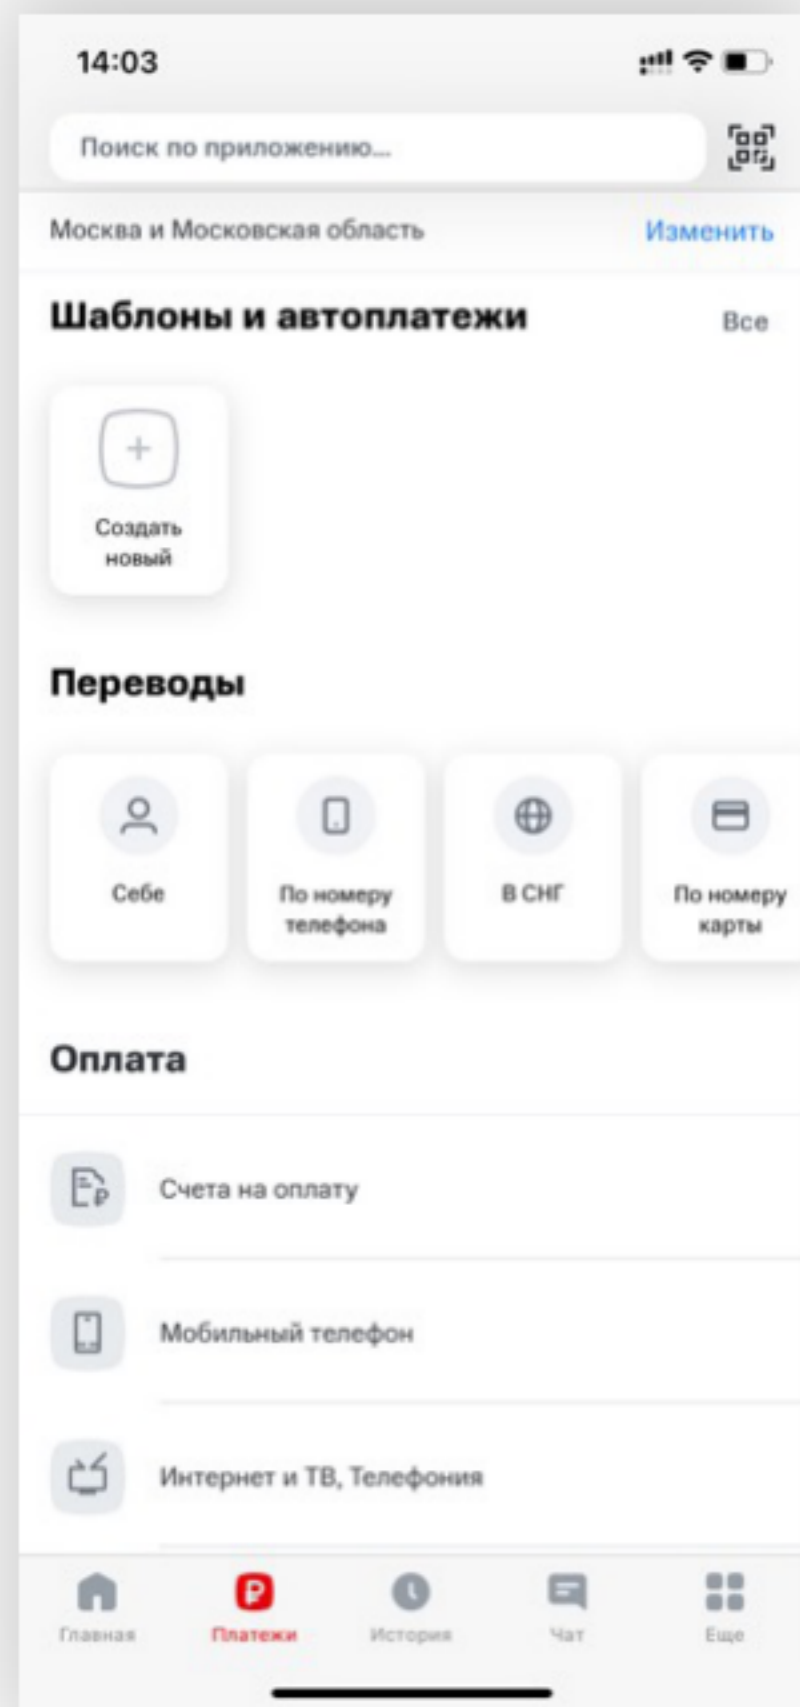 14:03
Поиск по приложению...
Москва и Московская область
Изменить
Шаблоны и автоплатежи
Все
Создать
новый
Переводы
Себе
По номеру
телефона
В СНГ
По номеру
карты
Оплата
Счета на оплату
Мобильный телефон
Интернет и ТВ, Телефония
Главная
Платежи
История
Чат
Еще